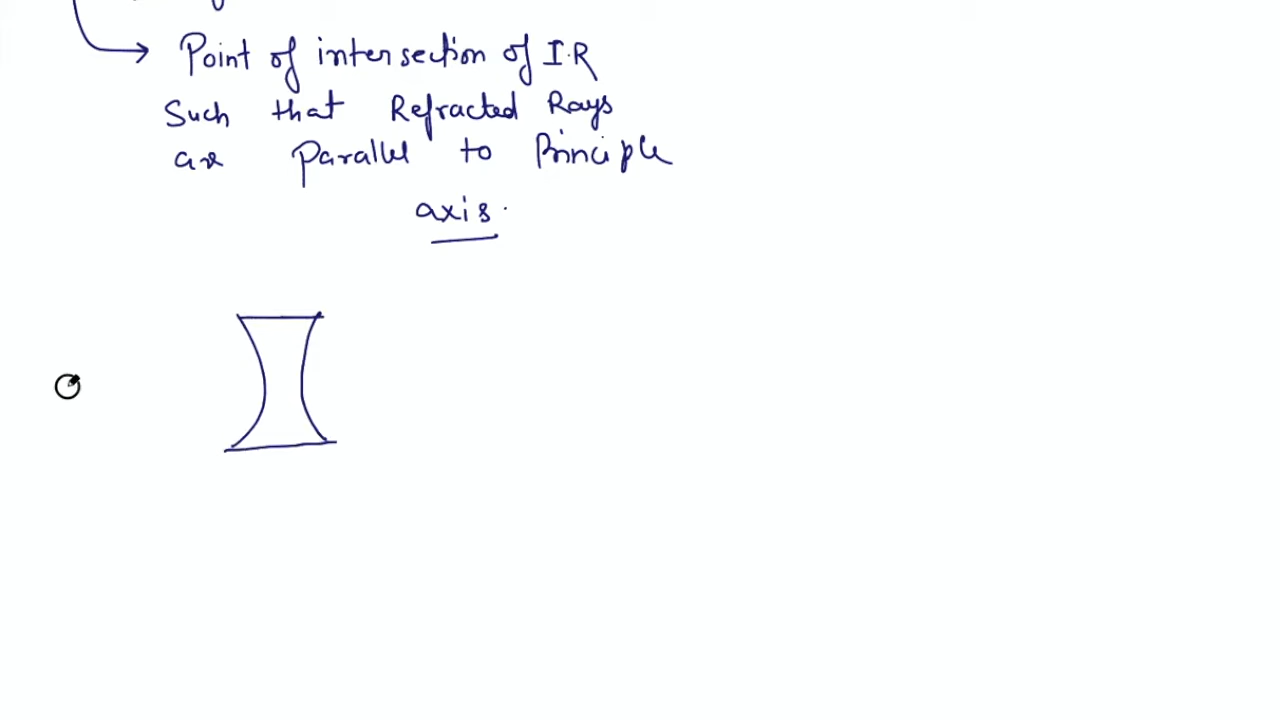 Point of intersection of I.R
Such that Refracted Rays
are Parallel to Principle
axis.